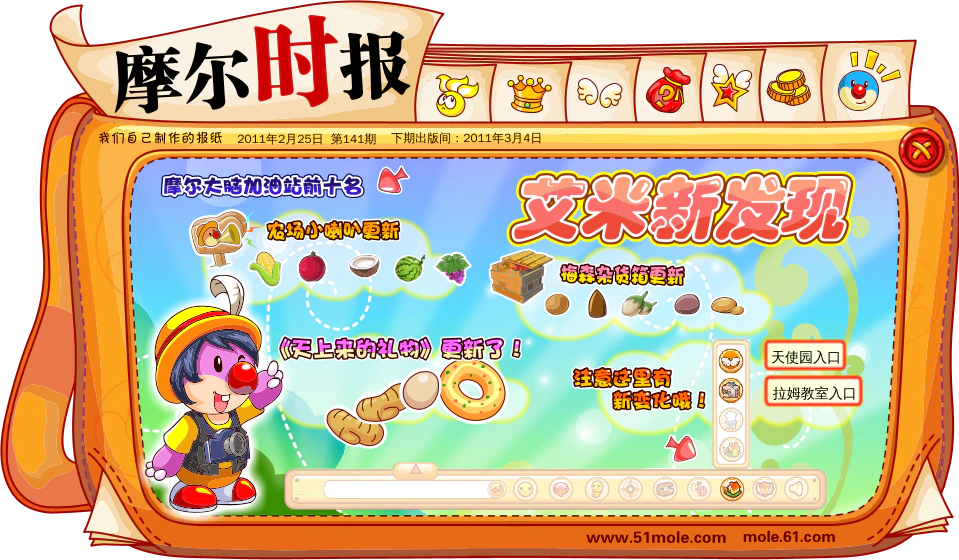 摩尔时报
我们自己制作的报纸 2011年2月25日 第141期 下期出版间：2011年3月4日
摩尔大脑加油站前十名
艾米新发现
农场小喇叭更新
梅森杂货箱更新
《天上来的礼物》更新了！
注意这里有
新变化哦！
天使园入口
拉姆教室入口
www.51mole.com mole.61.com